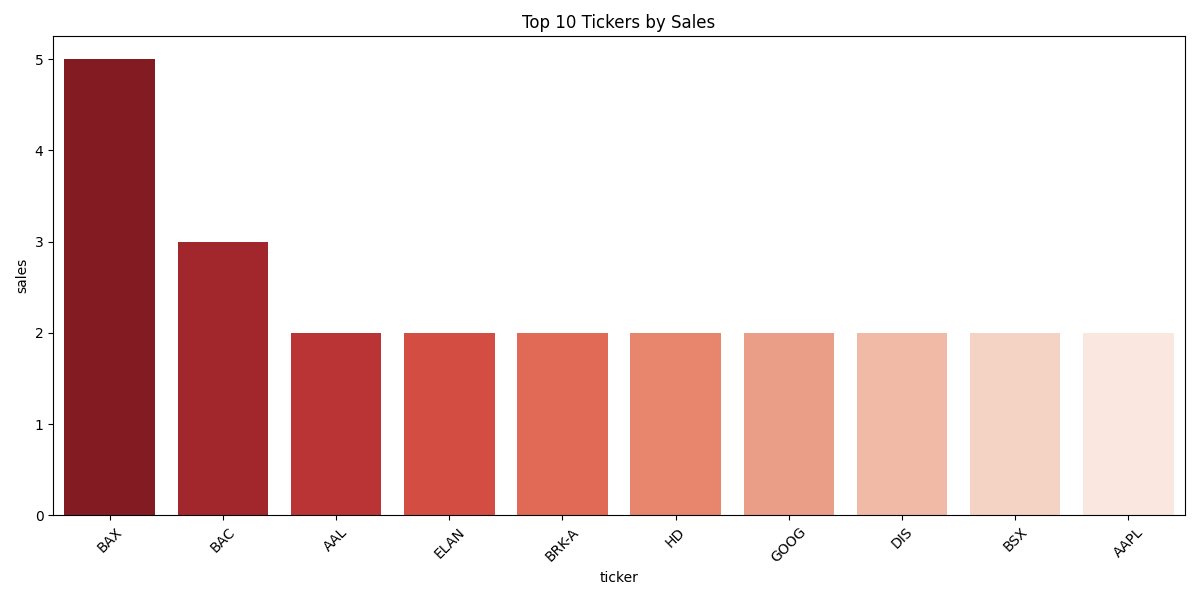 Top 10 Tickers by Sales
sales
5
4
3
2
1
0
BAX
BAC
AAL
ELAN
BRK-A
HD
GOOG
DIS
BSX
AAPL
ticker